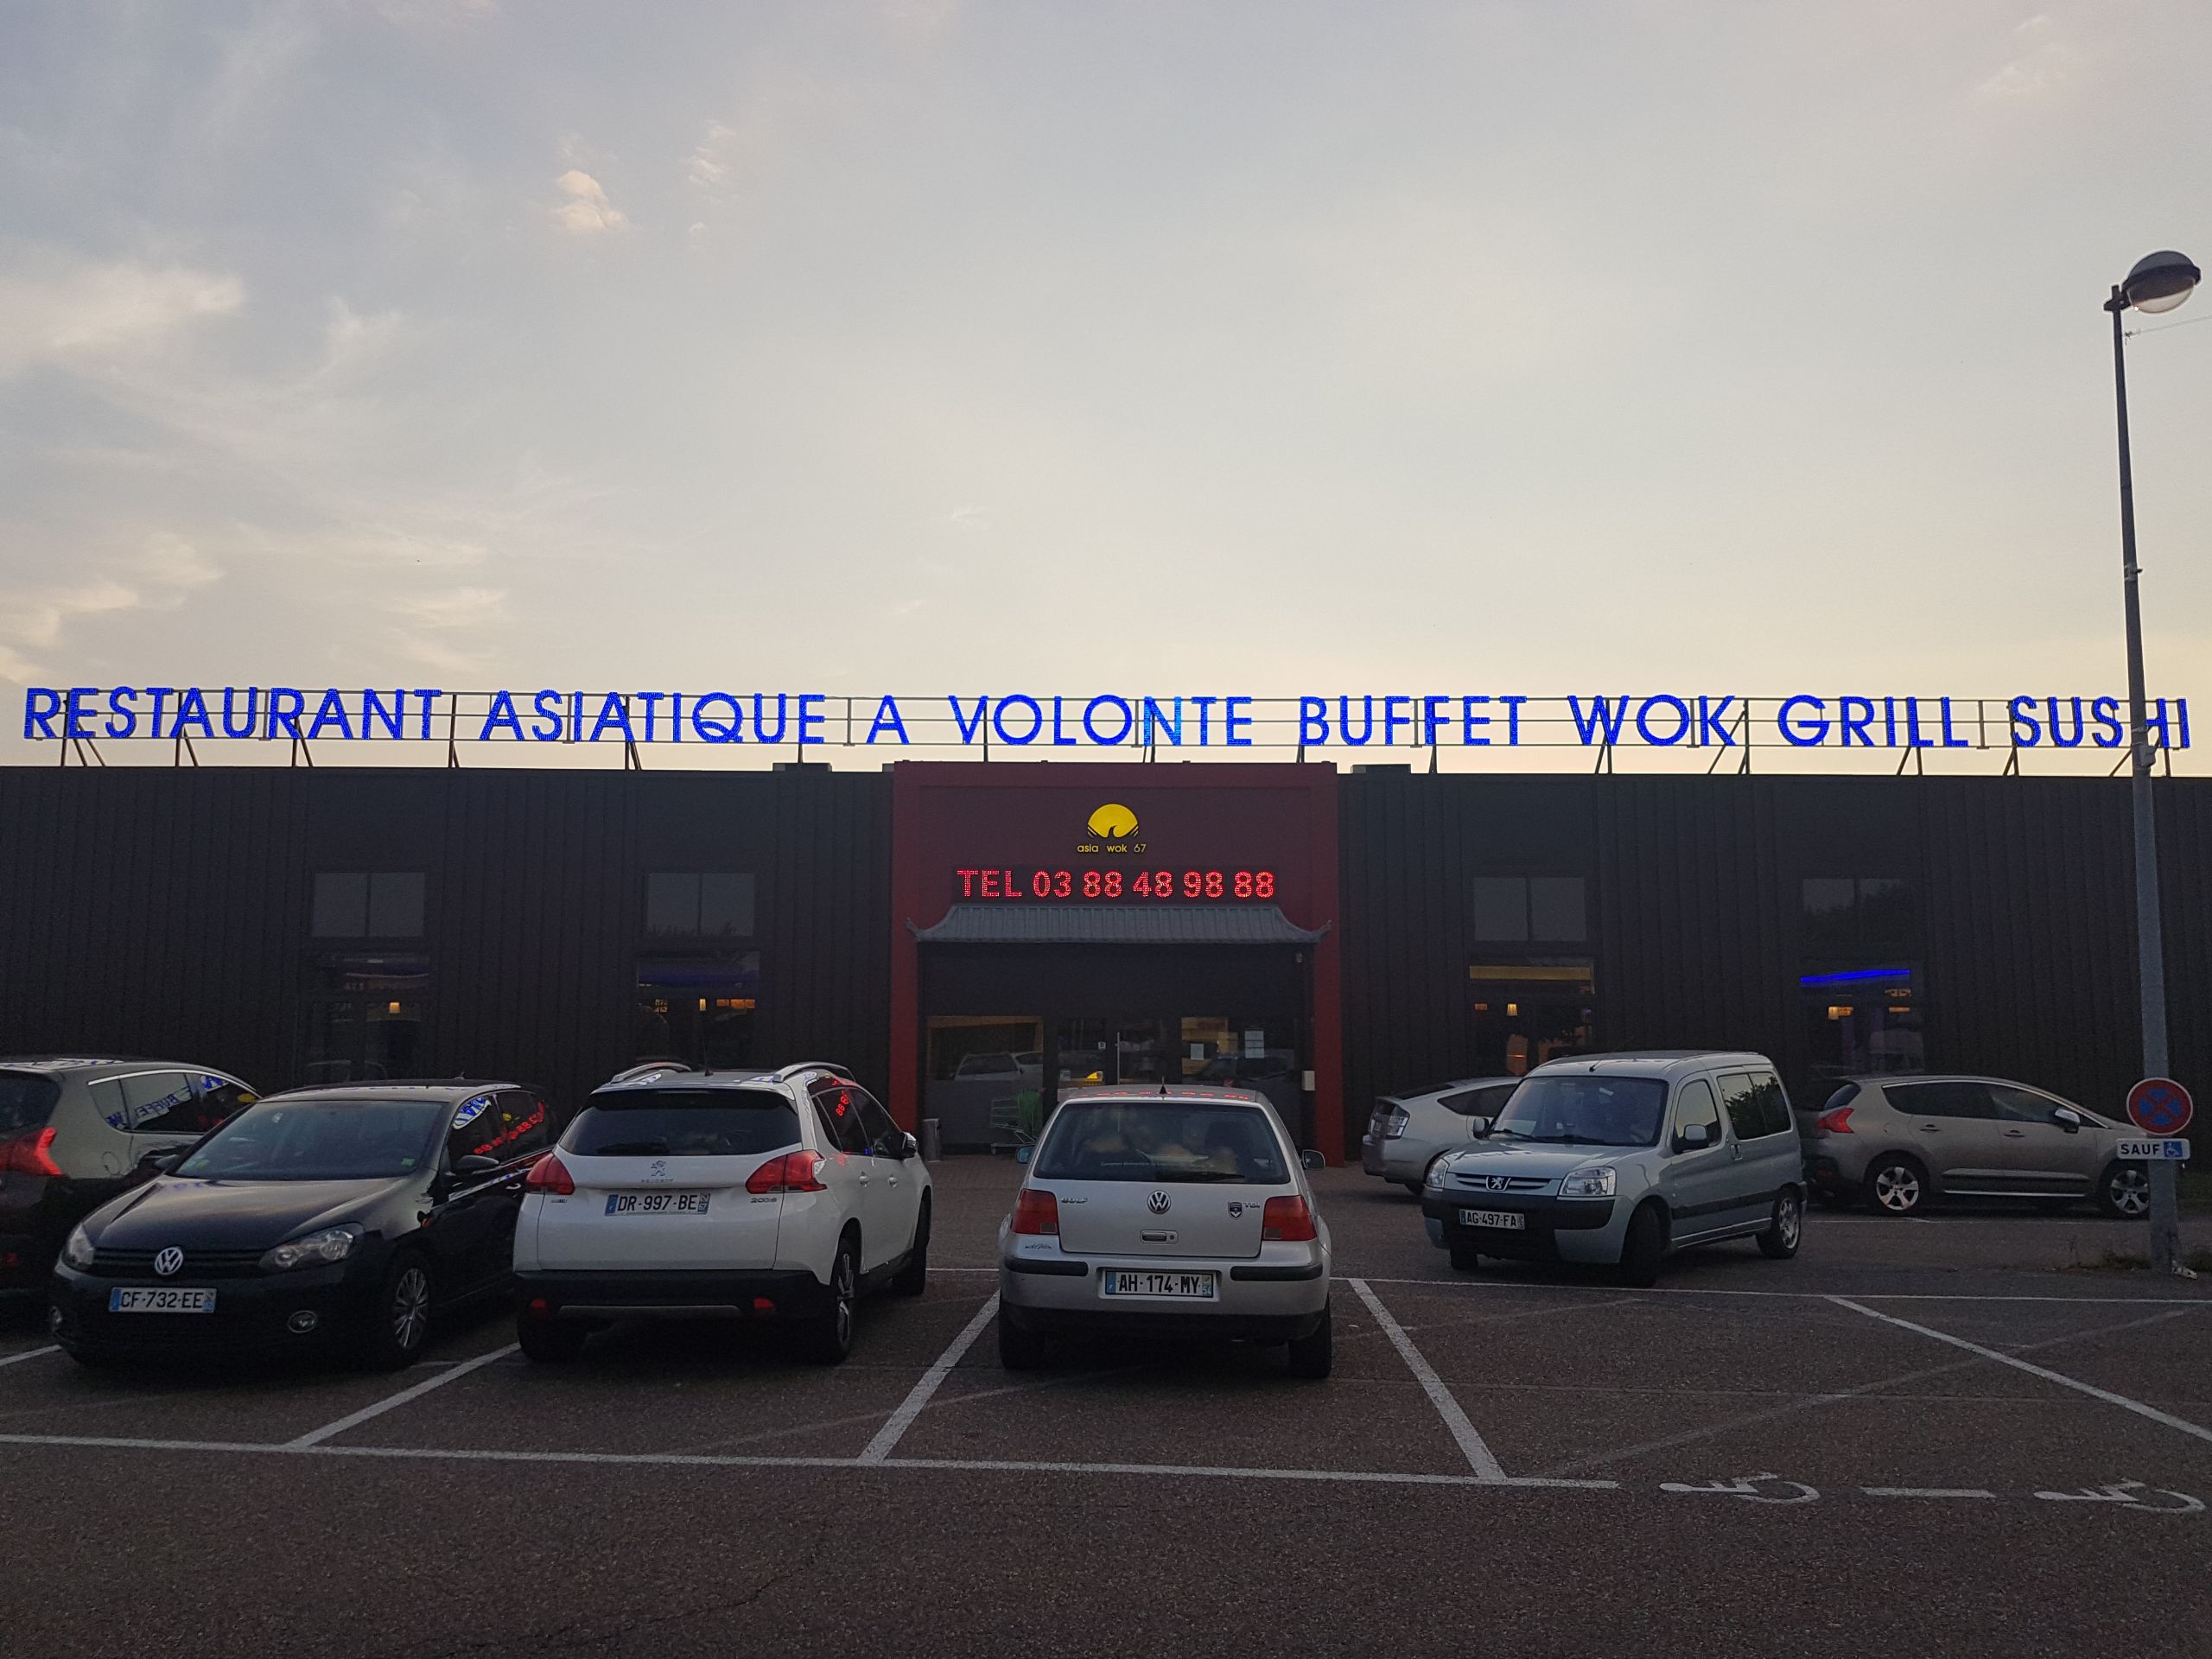 RESTAURANT ASIATIQUE A VOLONTE BUFFET WOK GRILL SUSHI
asia wok 67
TEL 03 88 48 98 88
SAUF
DR-997-BE
2008
AH-174-MY
AG-497-FA
CF-732-EE